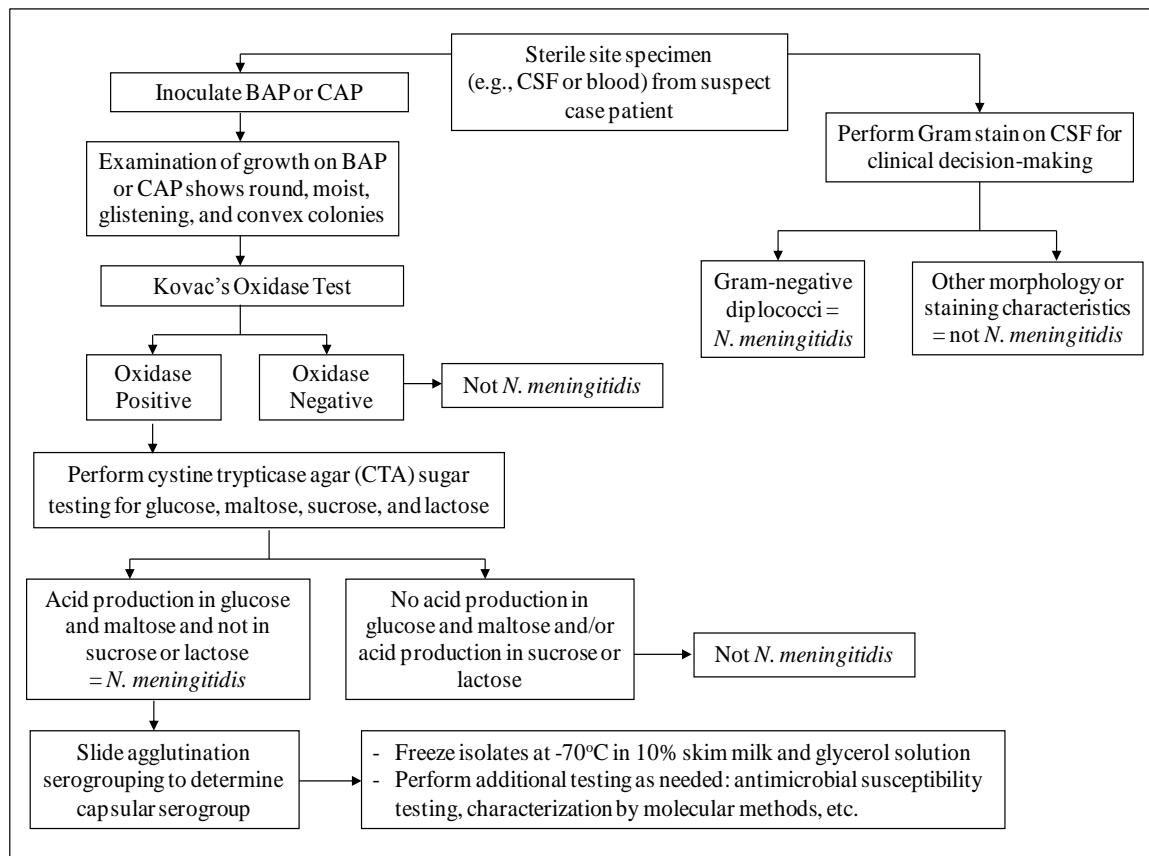 Sterile site specimen
(e.g., CSF or blood) from suspect
case patient
Inoculate BAP or CAP
Perform Gram stain on CSF for
clinical decision-making
Examination of growth on BAP
or CAP shows round, moist,
glistening, and convex colonies
Kovac's Oxidase Test
Gram-negative
diplococci =
N. meningitidis
Other morphology or
staining characteristics
= not N. meningitidis
Oxidase
Positive
Oxidase
Negative
Not N. meningitidis
Perform cystine trypticase agar (CTA) sugar
testing for glucose, maltose, sucrose, and lactose
Acid production in glucose
and maltose and not in
sucrose or lactose
= N. meningitidis
No acid production in
glucose and maltose and/or
acid production in sucrose or
lactose
Not N. meningitidis
Slide agglutination
serogrouping to determine
capsular serogroup
- Freeze isolates at -70°C in 10% skim milk and glycerol solution
- Perform additional testing as needed: antimicrobial susceptibility
testing, characterization by molecular methods, etc.